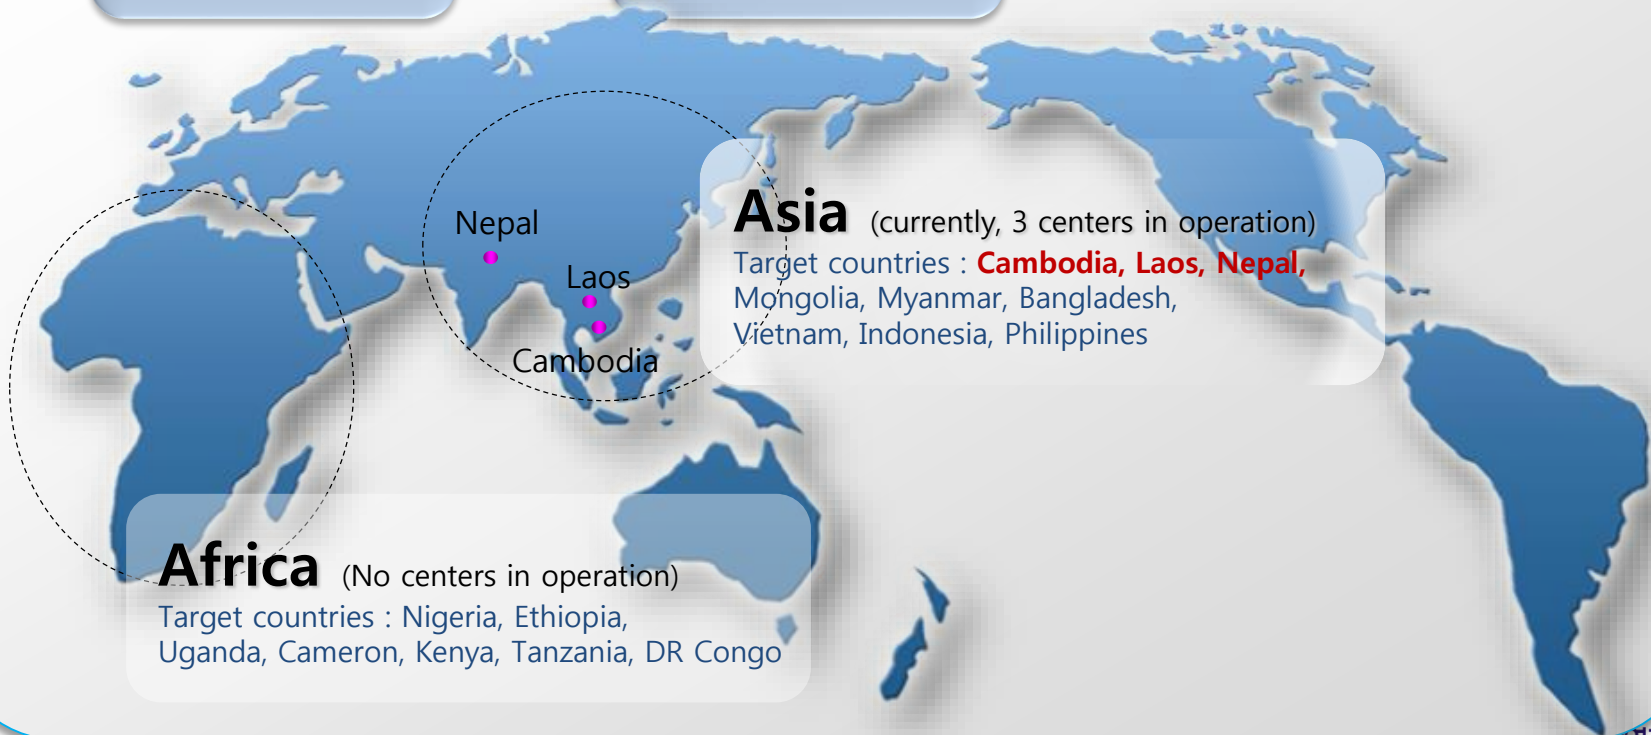 Nepal
Laos
Cambodia
Asia (currently, 3 centers in operation)
Target countries : Cambodia, Laos, Nepal,
Mongolia, Myanmar, Bangladesh,
Vietnam, Indonesia, Philippines
Africa (No centers in operation)
Target countries : Nigeria, Ethiopia,
Uganda, Cameron, Kenya, Tanzania, DR Congo